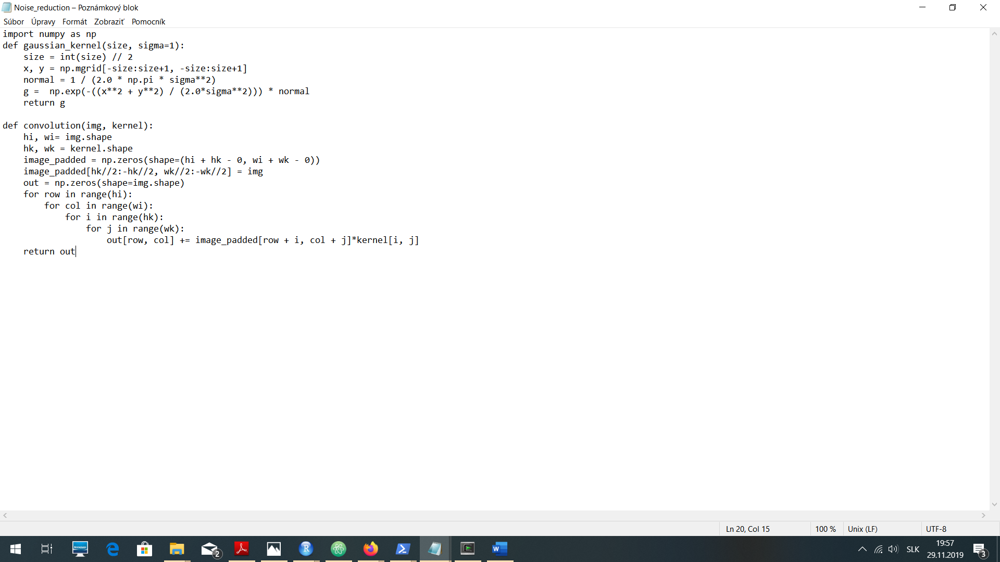 Noise_reduction – Poznámkový blok
Súbor Úpravy Formát Zobraziť Pomocník
import numpy as np
def gaussian_kernel(size, sigma=1):
    size = int(size) // 2
    x, y = np.mgrid[-size:size+1, -size:size+1]
    normal = 1 / (2.0 * np.pi * sigma**2)
    g =  np.exp(-((x**2 + y**2) / (2.0*sigma**2))) * normal
    return g

def convolution(img, kernel):
    hi, wi= img.shape
    hk, wk = kernel.shape
    image_padded = np.zeros(shape=(hi + hk - 0, wi + wk - 0))
    image_padded[hk//2:-hk//2, wk//2:-wk//2] = img
    out = np.zeros(shape=img.shape)
    for row in range(hi):
        for col in range(wi):
            for i in range(hk):
                for j in range(wk):
                    out[row, col] += image_padded[row + i, col + j]*kernel[i, j]
    return out
Ln 20, Col 15 100 % Unix (LF) UTF-8
2 R W SLK 19:57
29.11.2019 3